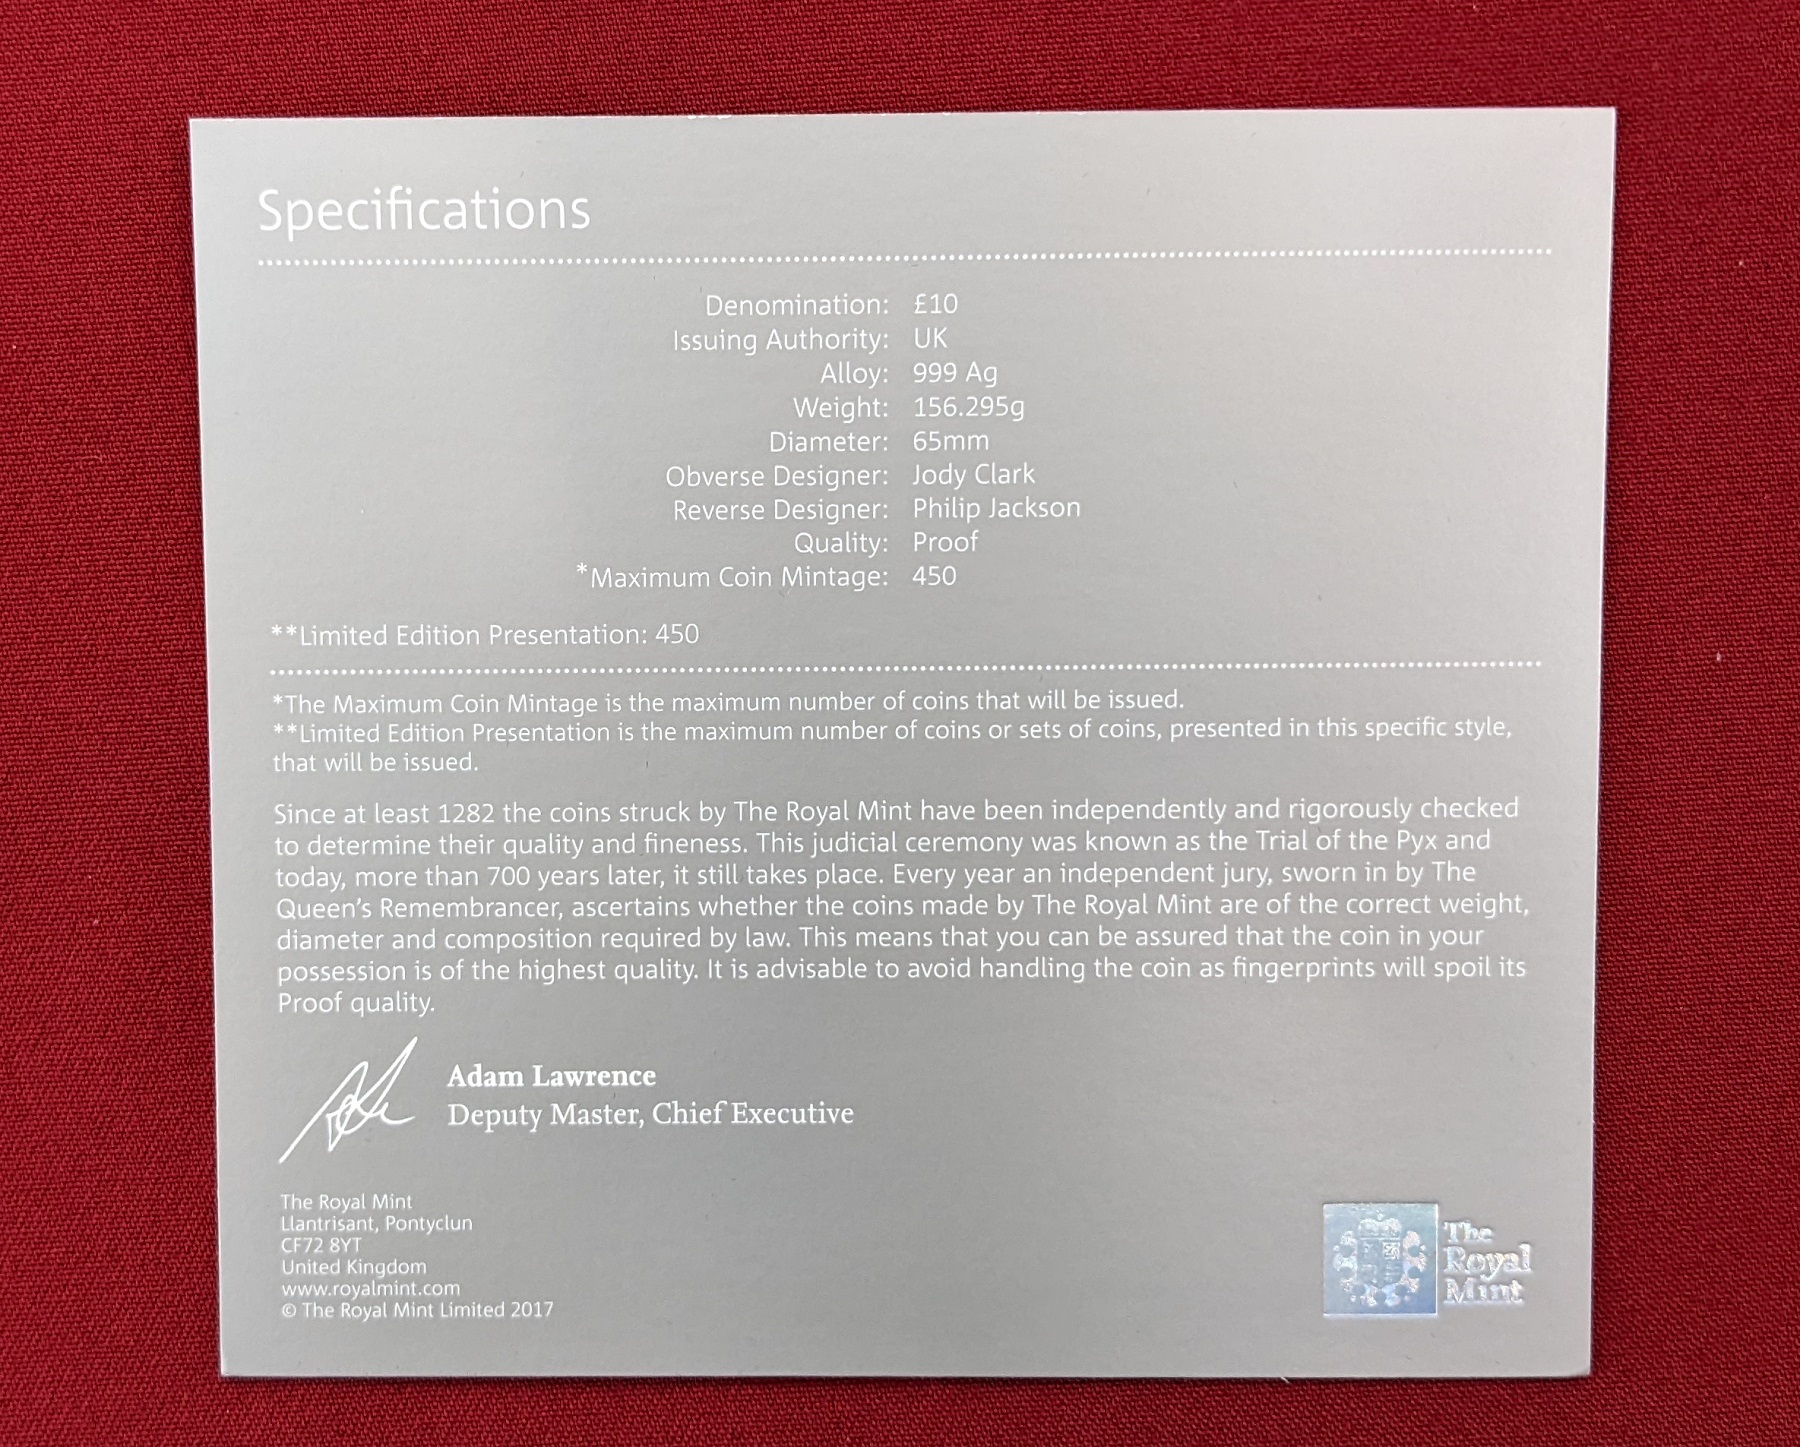 Specifications
Denomination: £10
Issuing Authority: UK
Alloy: 999 Ag
Weight: 156.295g
Diameter: 65mm
Obverse Designer: Jody Clark
Reverse Designer: Philip Jackson
Quality: Proof
*Maximum Coin Mintage: 450
**Limited Edition Presentation: 450
*The Maximum Coin Mintage is the maximum number of coins that will be issued.
**Limited Edition Presentation is the maximum number of coins or sets of coins, presented in this specific style,
that will be issued.
Since at least 1282 the coins struck by The Royal Mint have been independently and rigorously checked
to determine their quality and fineness. This judicial ceremony was known as the Trial of the Pyx and
today, more than 700 years later, it still takes place. Every year an independent jury, sworn in by The
Queen's Remembrancer, ascertains whether the coins made by The Royal Mint are of the correct weight,
diameter and composition required by law. This means that you can be assured that the coin in your
possession is of the highest quality. It is advisable to avoid handling the coin as fingerprints will spoil its
Proof quality.
Adam Lawrence
Deputy Master, Chief Executive
The Royal Mint
Llantrisant, Pontyclun
CF72 8YT
United Kingdom
www.royalmint.com
© The Royal Mint Limited 2017
The
Royal
Mint